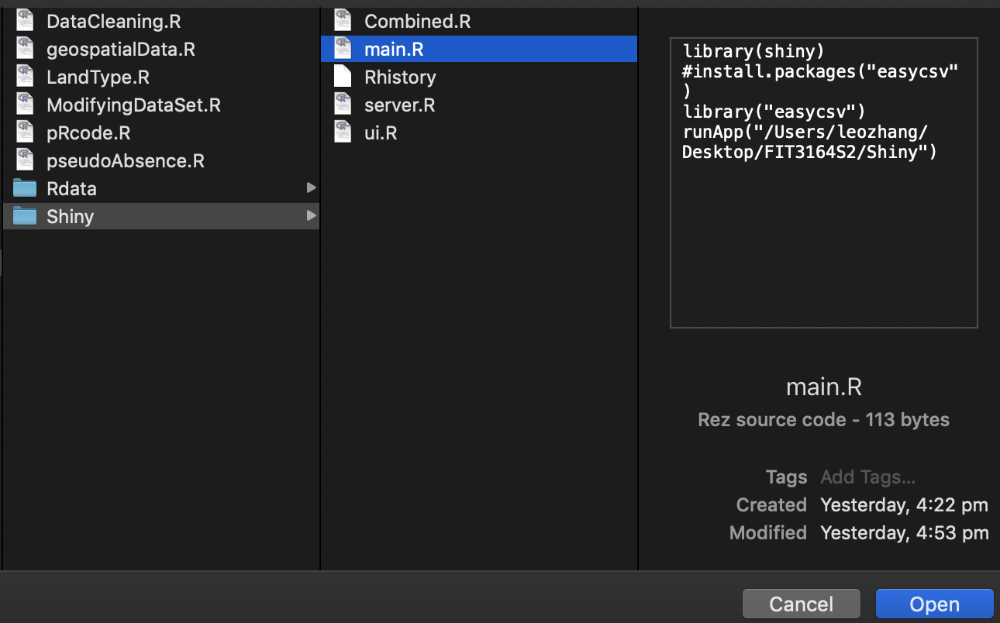 DataCleaning.R
geospatialData.R
LandType.R
ModifyingDataSet.R
pRcode.R
pseudoAbsence.R
Rdata
Shiny
Combined.R
main.R
Rhistory
server.R
ui.R
library(shiny)
#install.packages("easycsv"
)
library("easycsv")
runApp("/Users/leozhang/
Desktop/FIT3164S2/Shiny")
main.R
Rez source code - 113 bytes
Tags Add Tags...
Created Yesterday, 4:22 pm
Modified Yesterday, 4:53 pm
Cancel Open